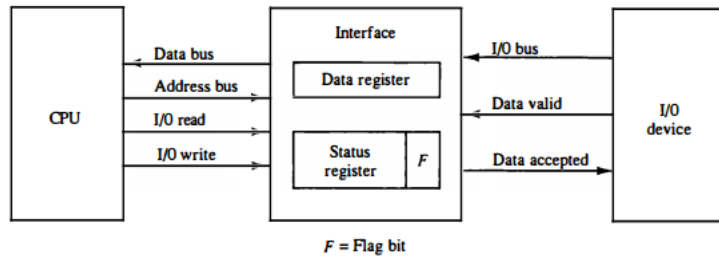 Interface
Data bus
I/O bus
Data register
Address bus
CPU
Data valid
I/O
device
I/O read
I/O write
Status
register
F
Data accepted
F = Flag bit